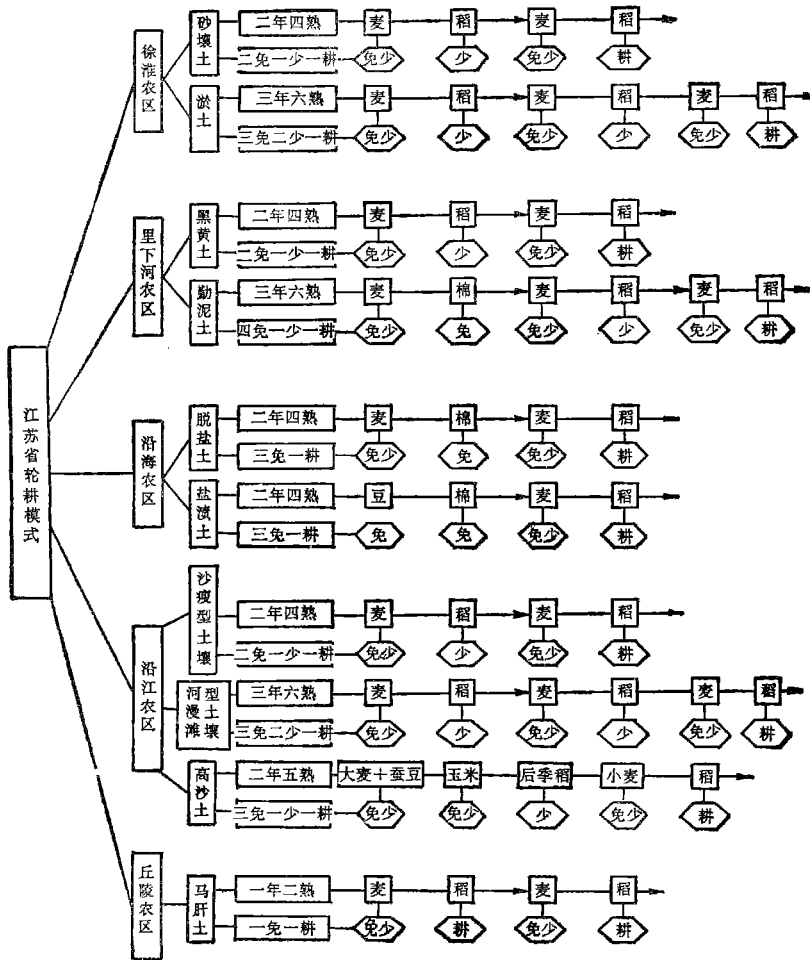 江苏省轮耕模式
徐淮农区
砂壤土
二年四熟 麦 稻 麦 稻
二免一少一耕 免少 少 免少 耕
淤土
三年六熟 麦 稻 麦 稻 麦 稻
三免二少一耕 免少 少 免少 少 免少 耕
里下河农区
黑黄土
二年四熟 麦 稻 麦 稻
二免一少一耕 免少 少 免少 耕
勤泥土
三年六熟 麦 棉 麦 稻 麦 稻
四免一少一耕 免少 免 免少 少 免少 耕
沿海农区
脱盐土
二年四熟 麦 棉 麦 稻
三免一耕 免少 免 免少 耕
盐渍土
二年四熟 豆 棉 麦 稻
三免一耕 免 免 免少 耕
沿江农区
沙瘦型土壤
二年四熟 麦 稻 麦 稻
二免一少一耕 免少 少 免少 耕
河漫滩型土壤
三年六熟 麦 稻 麦 稻 麦 稻
三免二少一耕 免少 少 免少 少 免少 耕
高沙土
二年五熟 大麦+蚕豆 玉米 后季稻 小麦 稻
三免一少一耕 免少 免少 少 免少 耕
丘陵农区
马肝土
一年二熟 麦 稻 麦 稻
一免一耕 免少 耕 免少 耕